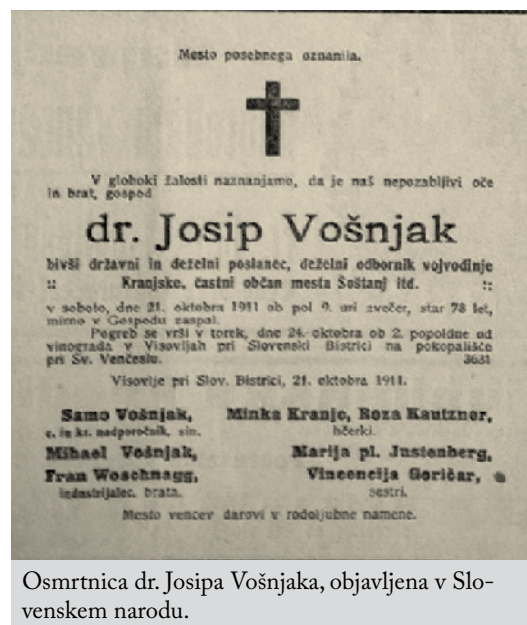 Mesto posebnega oznanila.
V globoki žalosti naznanjamo, da je naš nepozabljivi oče
in brat, gospod
dr. Josip Vošnjak
bivši državni in deželni poslanec, deželni odbornik vojvodinje
:: Kranjske, častni občan mesta Šoštanj itd. ::
v soboto, dne 21. oktobra 1911 ob pol 9. uri zvečer, star 78 let,
mirno v Gospodu zaspal.
Pogreb se vrši v torek, dne 24. oktobra ob 2. popoldne od
vinograda v Visovljah pri Slovenski Bistrici na pokopališče
pri Sv. Venčeslu. 3631
Visovlje pri Slov. Bistrici, 21. oktobra 1911.
Samo Vošnjak,
c. in kr. nadporočnik, sin.
Mihael Vošnjak,
Fran Woschnagg,
industrijalec, brata.
Minka Kranjc, Roza Kautzner,
hčerki.
Marija pl. Justenberg,
Vincencija Goričar,
sestri.
Mesto vencev darovi v rodoljubne namene.
Osmrtnica dr. Josipa Vošnjaka, objavljena v Slo-
venskem narodu.